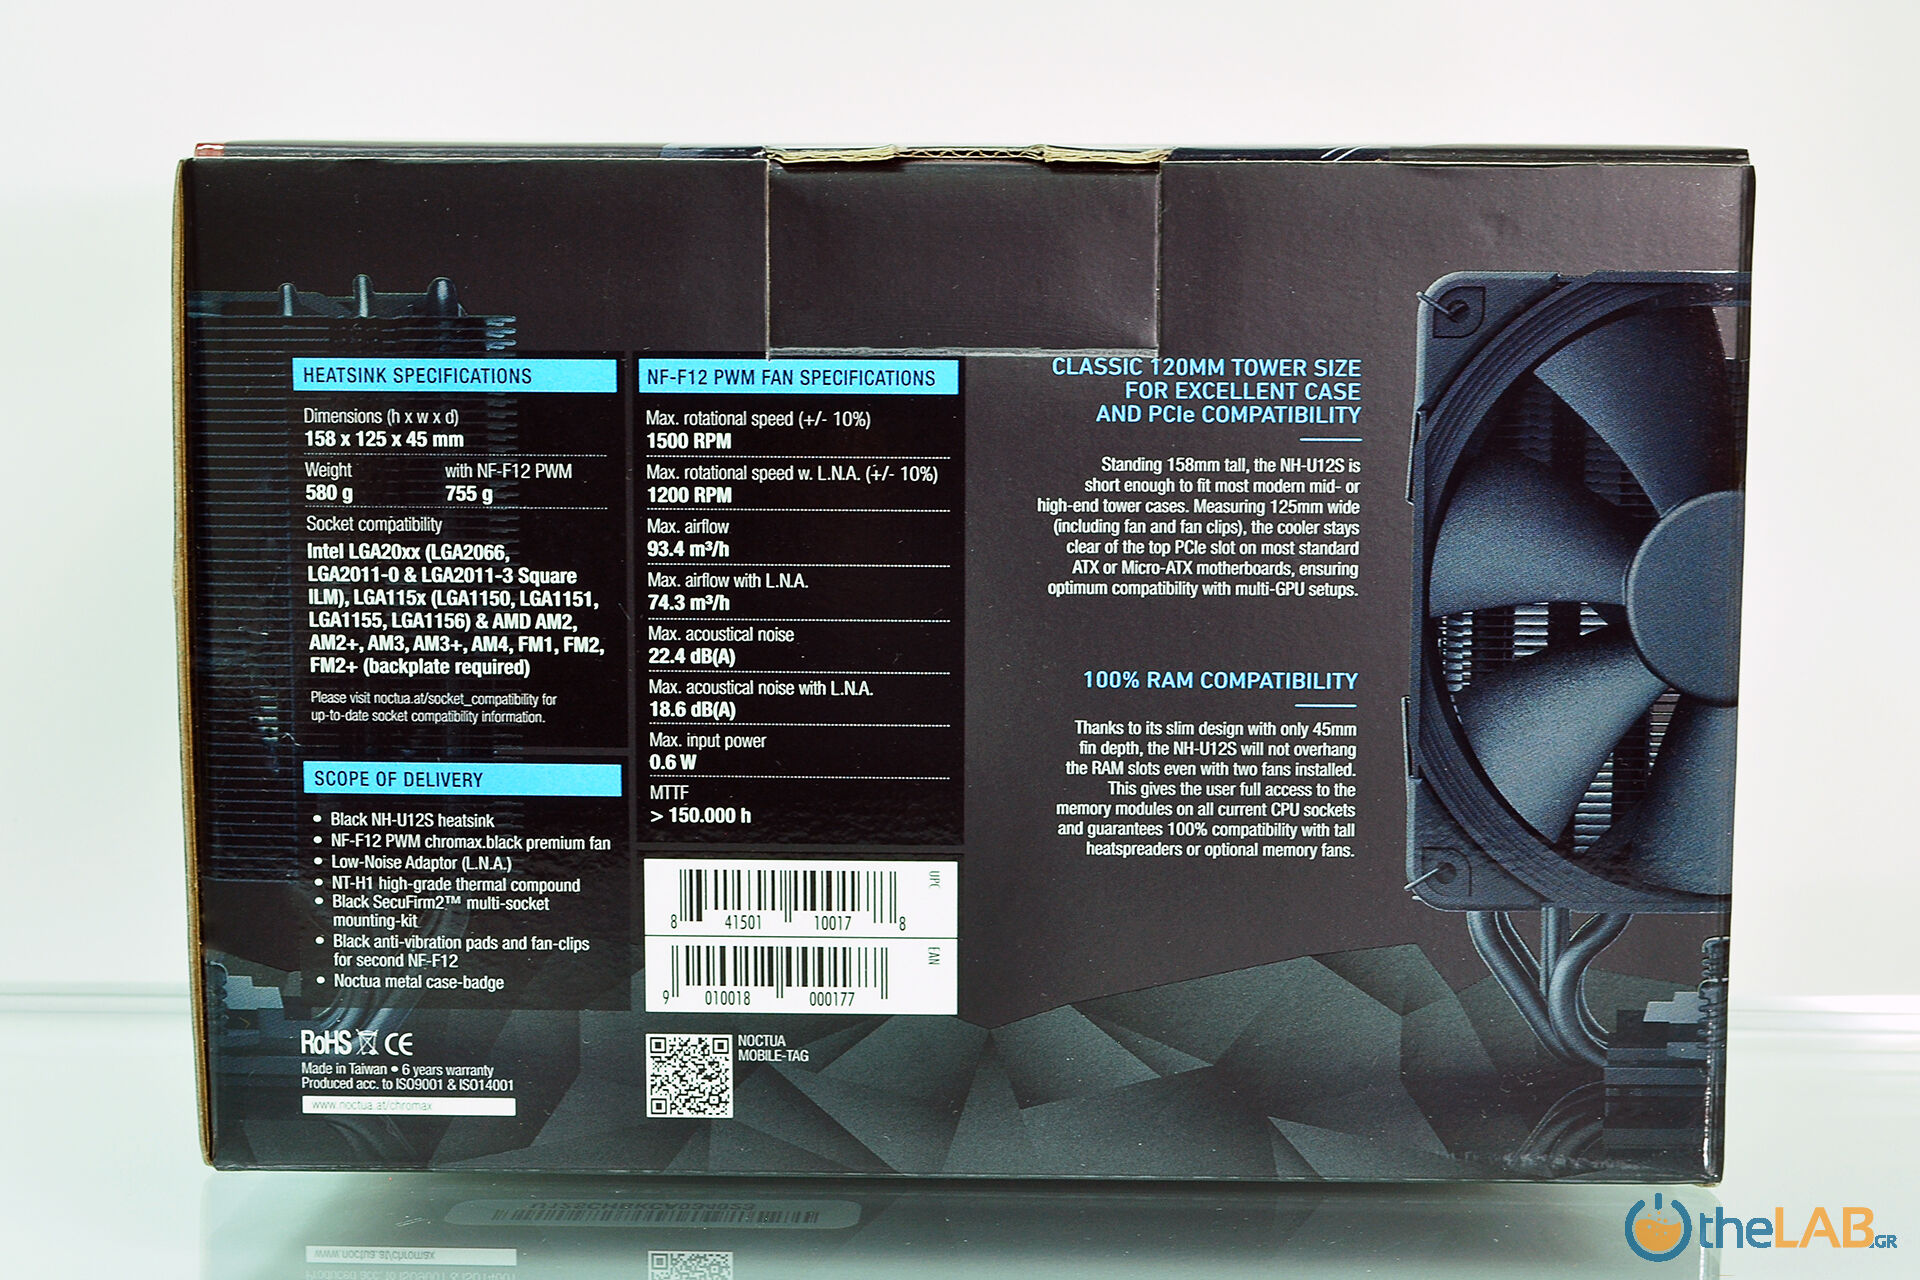 HEATSINK SPECIFICATIONS
Dimensions (h x w x d)
158 x 125 x 45 mm
Weight with NF-F12 PWM
580 g 755 g
Socket compatibility
Intel LGA20xx (LGA2066,
LGA2011-0 & LGA2011-3 Square
ILM), LGA115x (LGA1150, LGA1151,
LGA1155, LGA1156) & AMD AM2,
AM2+, AM3, AM3+, AM4, FM1, FM2,
FM2+ (backplate required)
Please visit noctua.at/socket_compatibility for
up-to-date socket compatibility information.
SCOPE OF DELIVERY
• Black NH-U12S heatsink
• NF-F12 PWM chromax.black premium fan
• Low-Noise Adaptor (L.N.A.)
• NT-H1 high-grade thermal compound
• Black SecuFirm2™ multi-socket
mounting-kit
• Black anti-vibration pads and fan-clips
for second NF-F12
• Noctua metal case-badge
RoHS CE
Made in Taiwan • 6 years warranty
Produced acc. to ISO9001 & ISO14001
www.noctua.at/chromax
NF-F12 PWM FAN SPECIFICATIONS
Max. rotational speed (+/- 10%)
1500 RPM
Max. rotational speed w. L.N.A. (+/- 10%)
1200 RPM
Max. airflow
93.4 m³/h
Max. airflow with L.N.A.
74.3 m³/h
Max. acoustical noise
22.4 dB(A)
Max. acoustical noise with L.N.A.
18.6 dB(A)
Max. input power
0.6 W
MTTF
> 150.000 h
UPC
8 41501 10017 8
EAN
9 010018 000177
NOCTUA
MOBILE-TAG
CLASSIC 120MM TOWER SIZE
FOR EXCELLENT CASE
AND PCIe COMPATIBILITY
Standing 158mm tall, the NH-U12S is
short enough to fit most modern mid- or
high-end tower cases. Measuring 125mm wide
(including fan and fan clips), the cooler stays
clear of the top PCIe slot on most standard
ATX or Micro-ATX motherboards, ensuring
optimum compatibility with multi-GPU setups.
100% RAM COMPATIBILITY
Thanks to its slim design with only 45mm
fin depth, the NH-U12S will not overhang
the RAM slots even with two fans installed.
This gives the user full access to the
memory modules on all current CPU sockets
and guarantees 100% compatibility with tall
heatspreaders or optional memory fans.
theLAB.GR